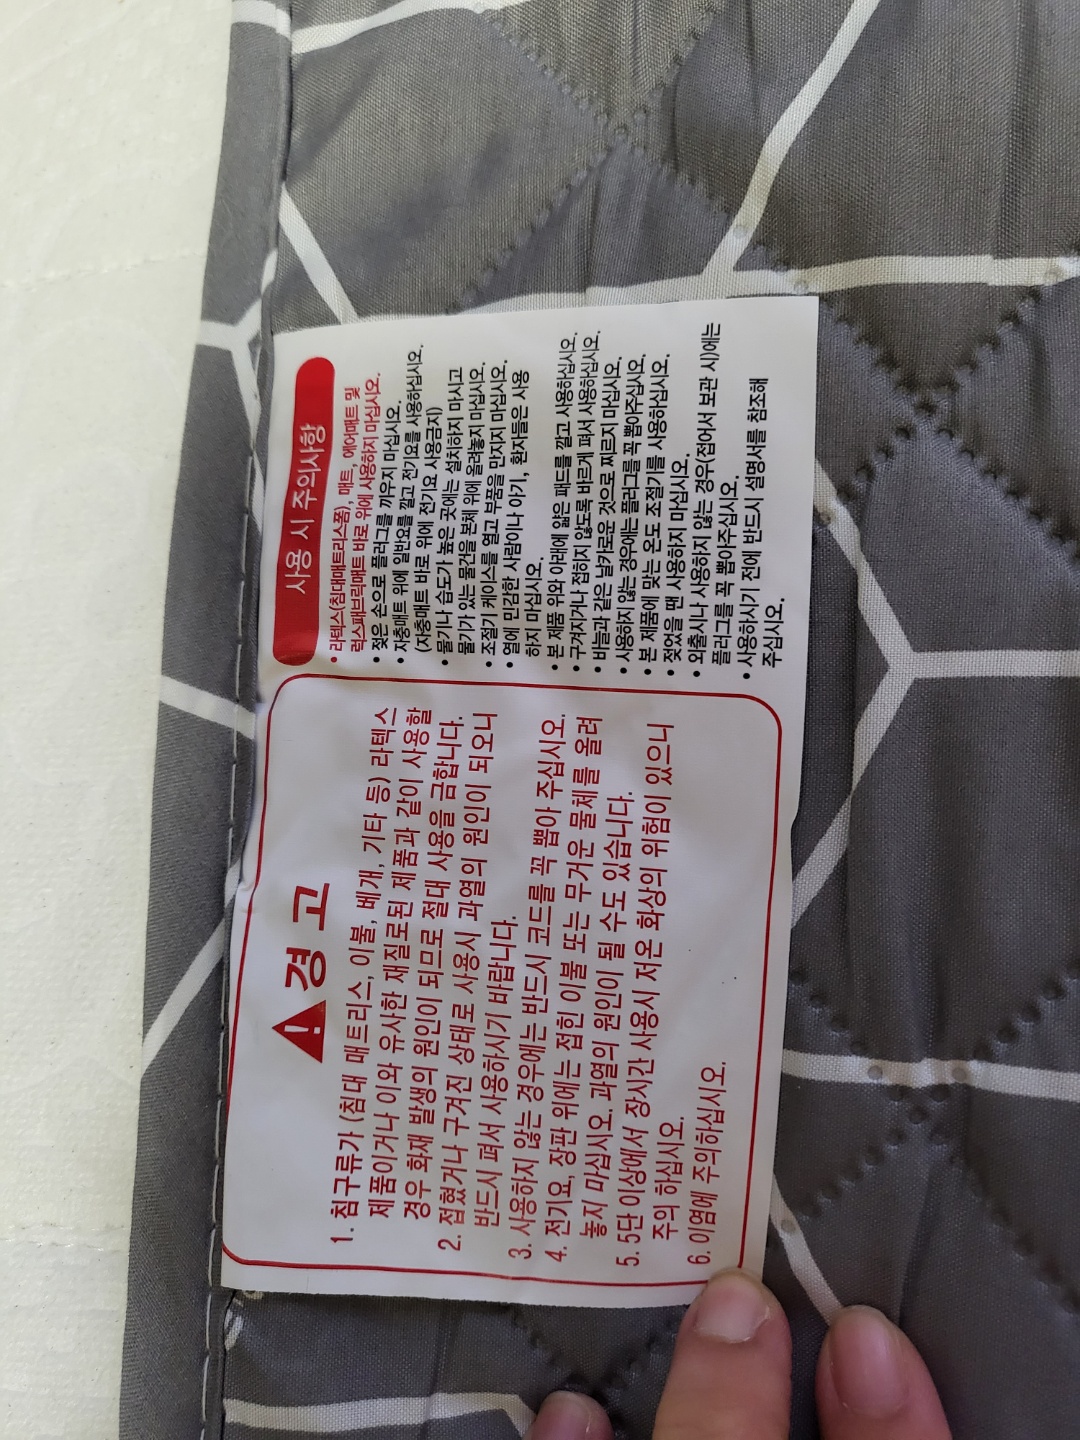 경고
1. 침구류가 (침대 매트리스, 이불, 베개, 기타 등) 라텍스
제품이거나 이와 유사한 재질로된 제품과 같이 사용할
경우 화재 발생의 원인이 되므로 절대 사용을 금합니다.
2. 접혔거나 구겨진 상태로 사용시 과열의 원인이 되오니
반드시 펴서 사용하시기 바랍니다.
3. 사용하지 않는 경우에는 반드시 코드를 꼭 뽑아 주십시오.
4. 전기요, 장판 위에는 접힌 이불 또는 무거운 물체를 올려
놓지 마십시오. 과열의 원인이 될 수도 있습니다.
5. 5단 이상에서 장시간 사용시 저온 화상의 위험이 있으니
주의 하십시오.
6. 이염에 주의하십시오.
사용 시 주의사항
• 라텍스(침대매트리스폼), 매트, 에어매트 및
럭스패브릭매트 바로 위에 사용하지 마십시오.
• 젖은 손으로 플러그를 끼우지 마십시오.
• 자충매트 위에 일반요를 깔고 전기요를 사용하십시오.
(자충매트 바로 위에 전기요 사용금지)
• 물기나 습도가 높은 곳에는 설치하지 마시고
물기가 있는 물건을 본체 위에 올려놓지 마십시오.
• 조절기 케이스를 열고 부품을 만지지 마십시오.
• 열에 민감한 사람이나 아기, 환자들은 사용
하지 마십시오.
• 본 제품 위와 아래에 얇은 패드를 깔고 사용하십시오.
• 구겨지거나 접히지 않도록 바르게 펴서 사용하십시오.
• 바늘과 같은 날카로운 것으로 찌르지 마십시오.
• 사용하지 않는 경우에는 플러그를 꼭 뽑아주십시오.
• 본 제품에 맞는 온도 조절기를 사용하십시오.
• 젖었을 땐 사용하지 마십시오.
• 외출시나 사용하지 않는 경우(접어서 보관 시)에는
플러그를 꼭 뽑아주십시오.
• 사용하시기 전에 반드시 설명서를 참조해
주십시오.